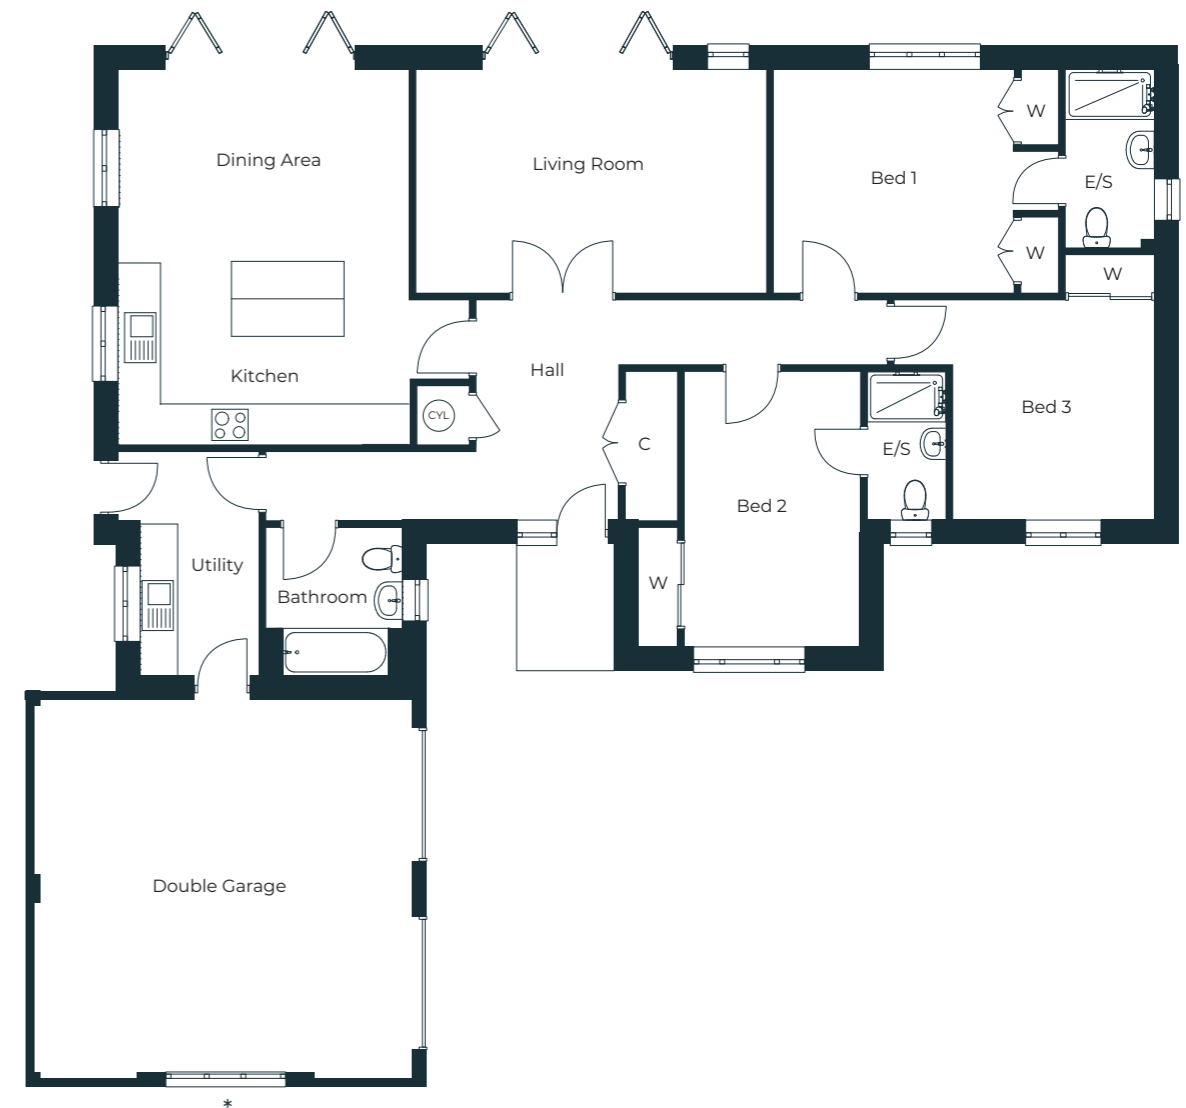 W
Dining Area
Living Room
Bed 1
E/S
W
W
Kitchen
Hall
Bed 3
CYL
C
E/S
Bed 2
Utility
W
Bathroom
Double Garage
*